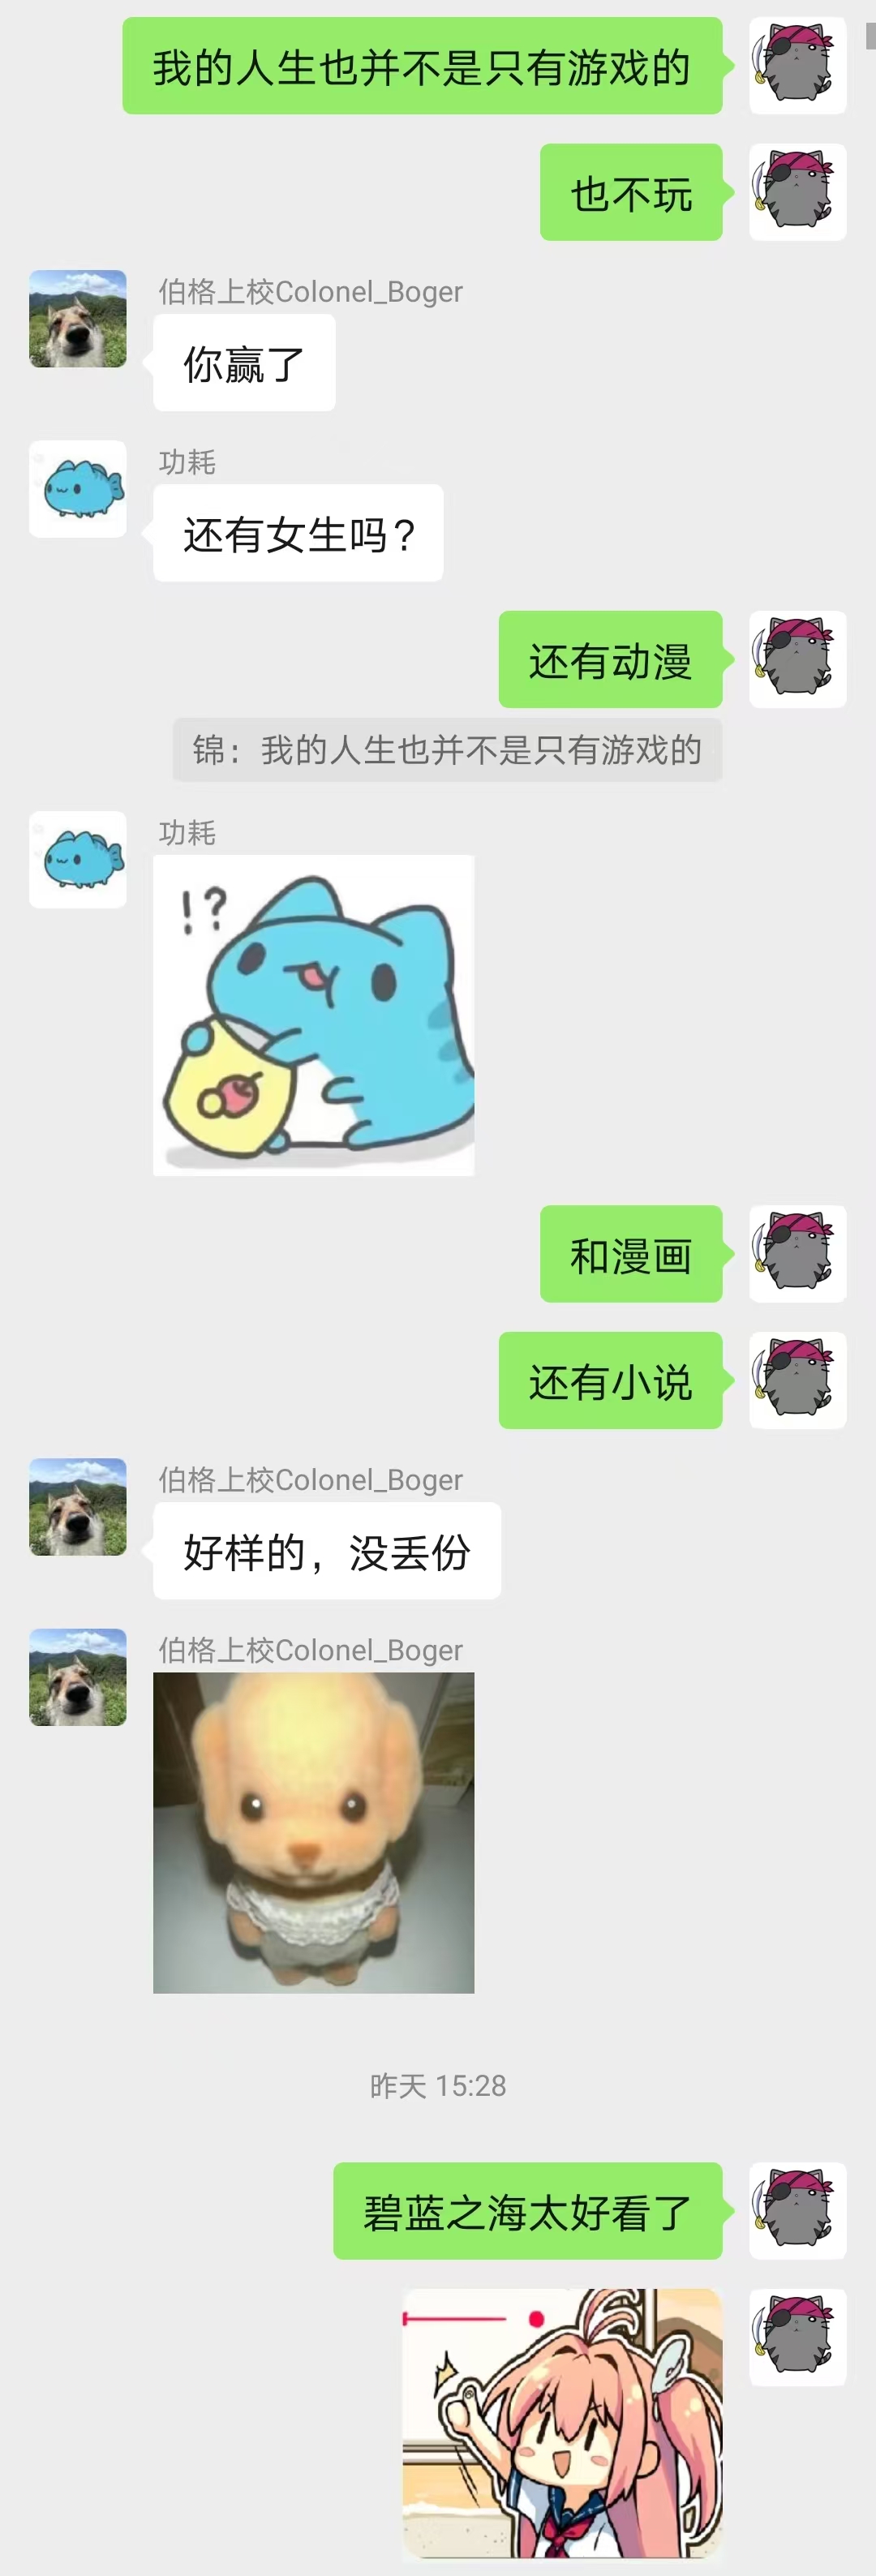 我的人生也并不是只有游戏的
也不玩
伯格上校Colonel_Boger
你赢了
功耗
还有女生吗?
还有动漫
锦：我的人生也并不是只有游戏的
功耗
!?
和漫画
还有小说
伯格上校Colonel_Boger
好样的，没丢份
伯格上校Colonel_Boger
昨天 15:28
碧蓝之海太好看了